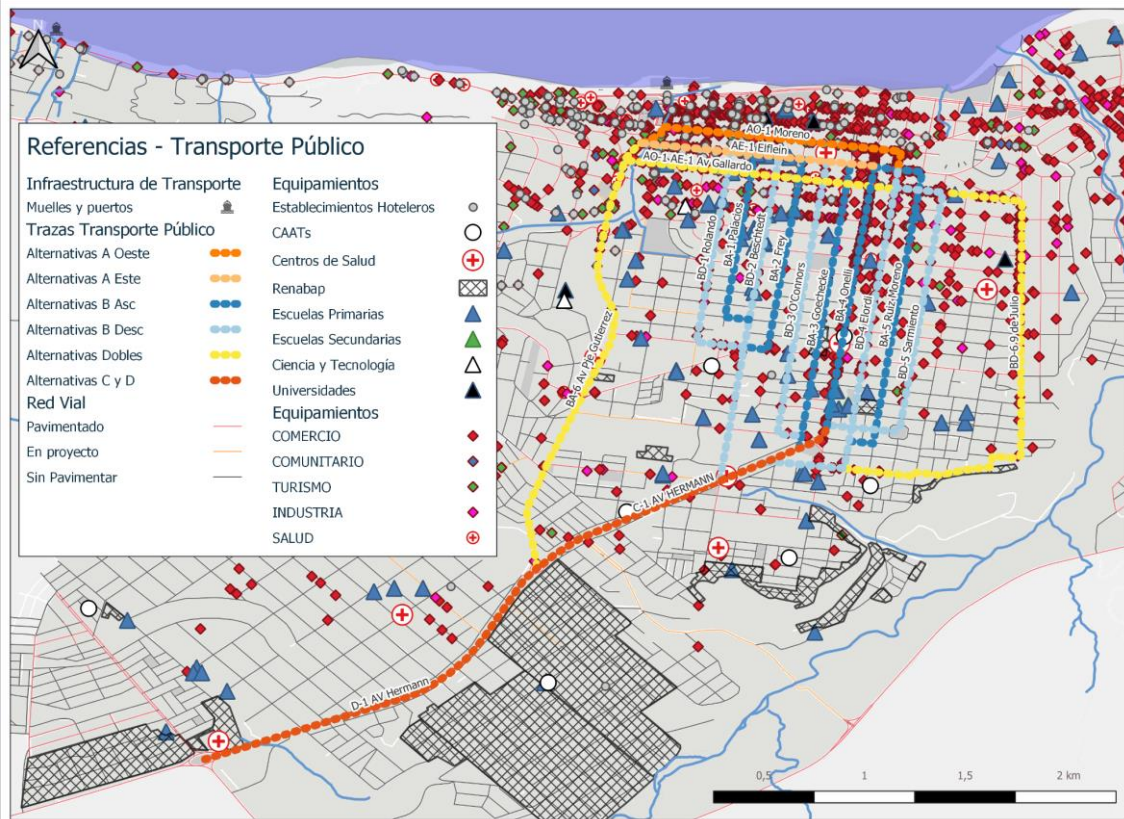 N
Referencias - Transporte Público
Infraestructura de Transporte
Muelles y puertos
Trazas Transporte Público
Alternativas A Oeste
Alternativas A Este
Alternativas B Asc
Alternativas B Desc
Alternativas Dobles
Alternativas C y D
Red Vial
Pavimentado
En proyecto
Sin Pavimentar
Equipamientos
Establecimientos Hoteleros
CAATs
Centros de Salud
Renabap
Escuelas Primarias
Escuelas Secundarias
Ciencia y Tecnología
Universidades
Equipamientos
COMERCIO
COMUNITARIO
TURISMO
INDUSTRIA
SALUD
AO-1 Moreno
AE-1 Elflein
AO-1 AE-1 Av Gallardo
BD-1 Rolando
BA-1 Palacios
BD-2 Beschtedt
BA-2 Frey
BD-3 O'Connors
BA-3 Goechecke
BA-4 Onelli
BD-4 Elordi
BA-5 Ruiz Moreno
BD-5 Sarmiento
BD-6 9 de Julio
BA-6 Av Pje Gutierrez
C-1 AV HERMANN
D-1 AV Hermann
0,5 1 1,5 2 km